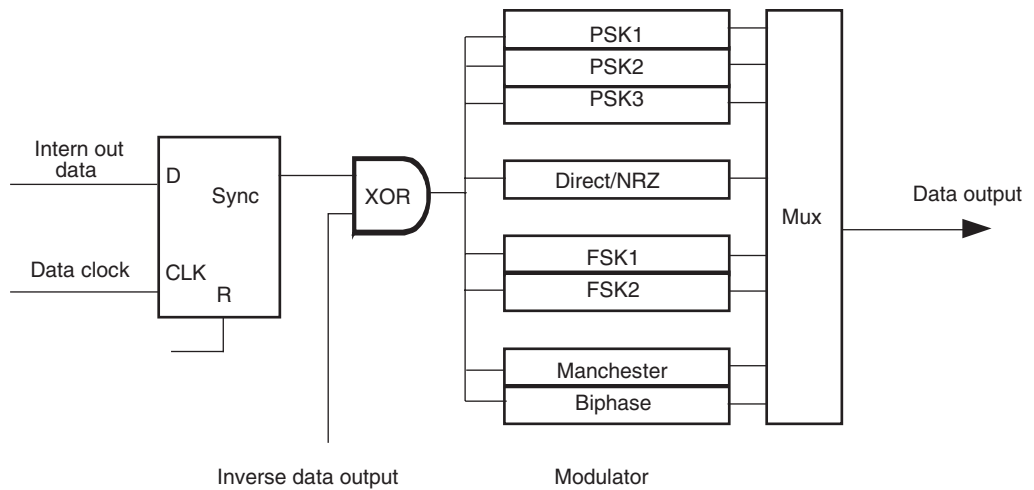 PSK1
PSK2
PSK3
Intern out
data
D
Sync
XOR
Direct/NRZ
Mux
Data output
Data clock
CLK
R
FSK1
FSK2
Manchester
Biphase
Inverse data output
Modulator